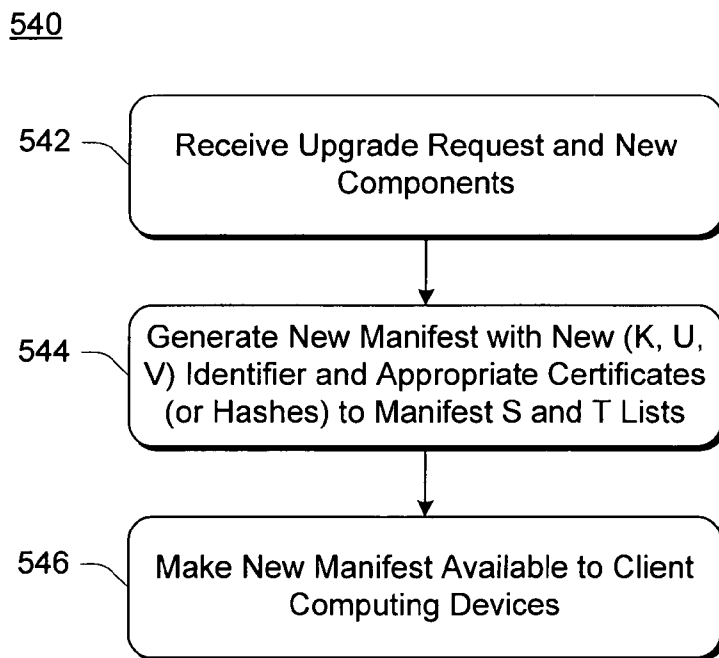 540
542
Receive Upgrade Request and New
Components
544
Generate New Manifest with New (K, U,
V) Identifier and Appropriate Certificates
(or Hashes) to Manifest S and T Lists
546
Make New Manifest Available to Client
Computing Devices